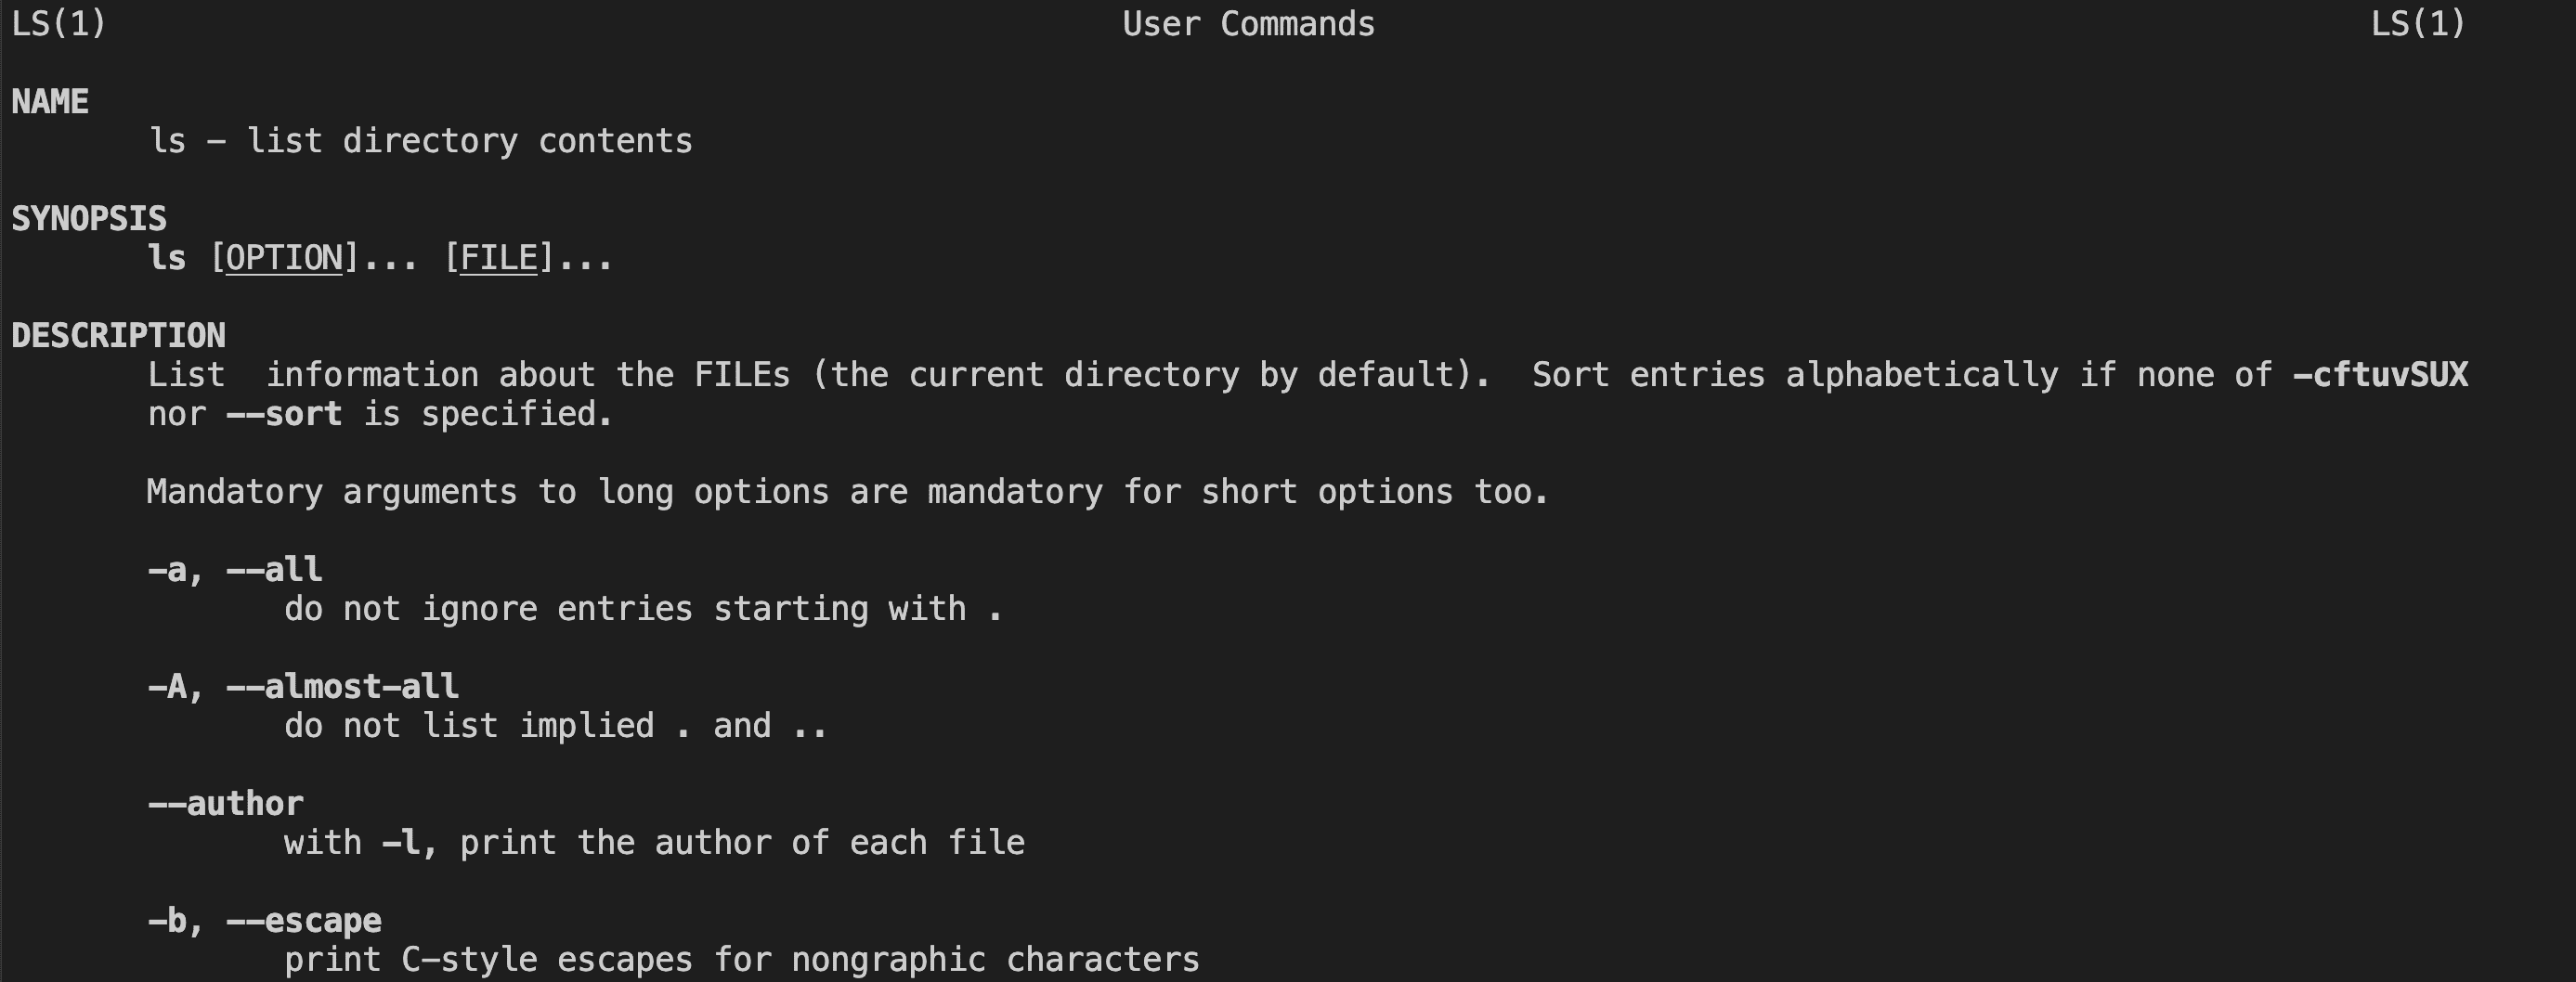 LS(1) User Commands LS(1)
NAME
ls - list directory contents
SYNOPSIS
ls [OPTION]... [FILE]...
DESCRIPTION
List  information about the FILEs (the current directory by default).  Sort entries alphabetically if none of -cftuvSUX
nor --sort is specified.
Mandatory arguments to long options are mandatory for short options too.
-a, --all
do not ignore entries starting with .
-A, --almost-all
do not list implied . and ..
--author
with -l, print the author of each file
-b, --escape
print C-style escapes for nongraphic characters